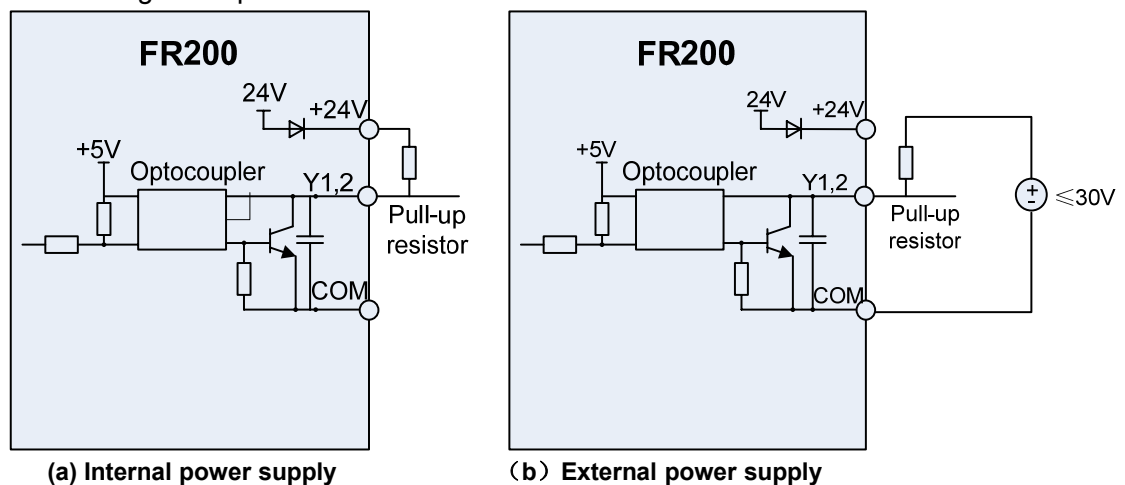 FR200
24V
+24V
+5V
Optocoupler
Y1,2
Pull-up
resistor
COM
(a) Internal power supply
FR200
24V
+24V
+5V
Optocoupler
Y1,2
Pull-up
resistor
COM
+
-
≤30V
（b）External power supply